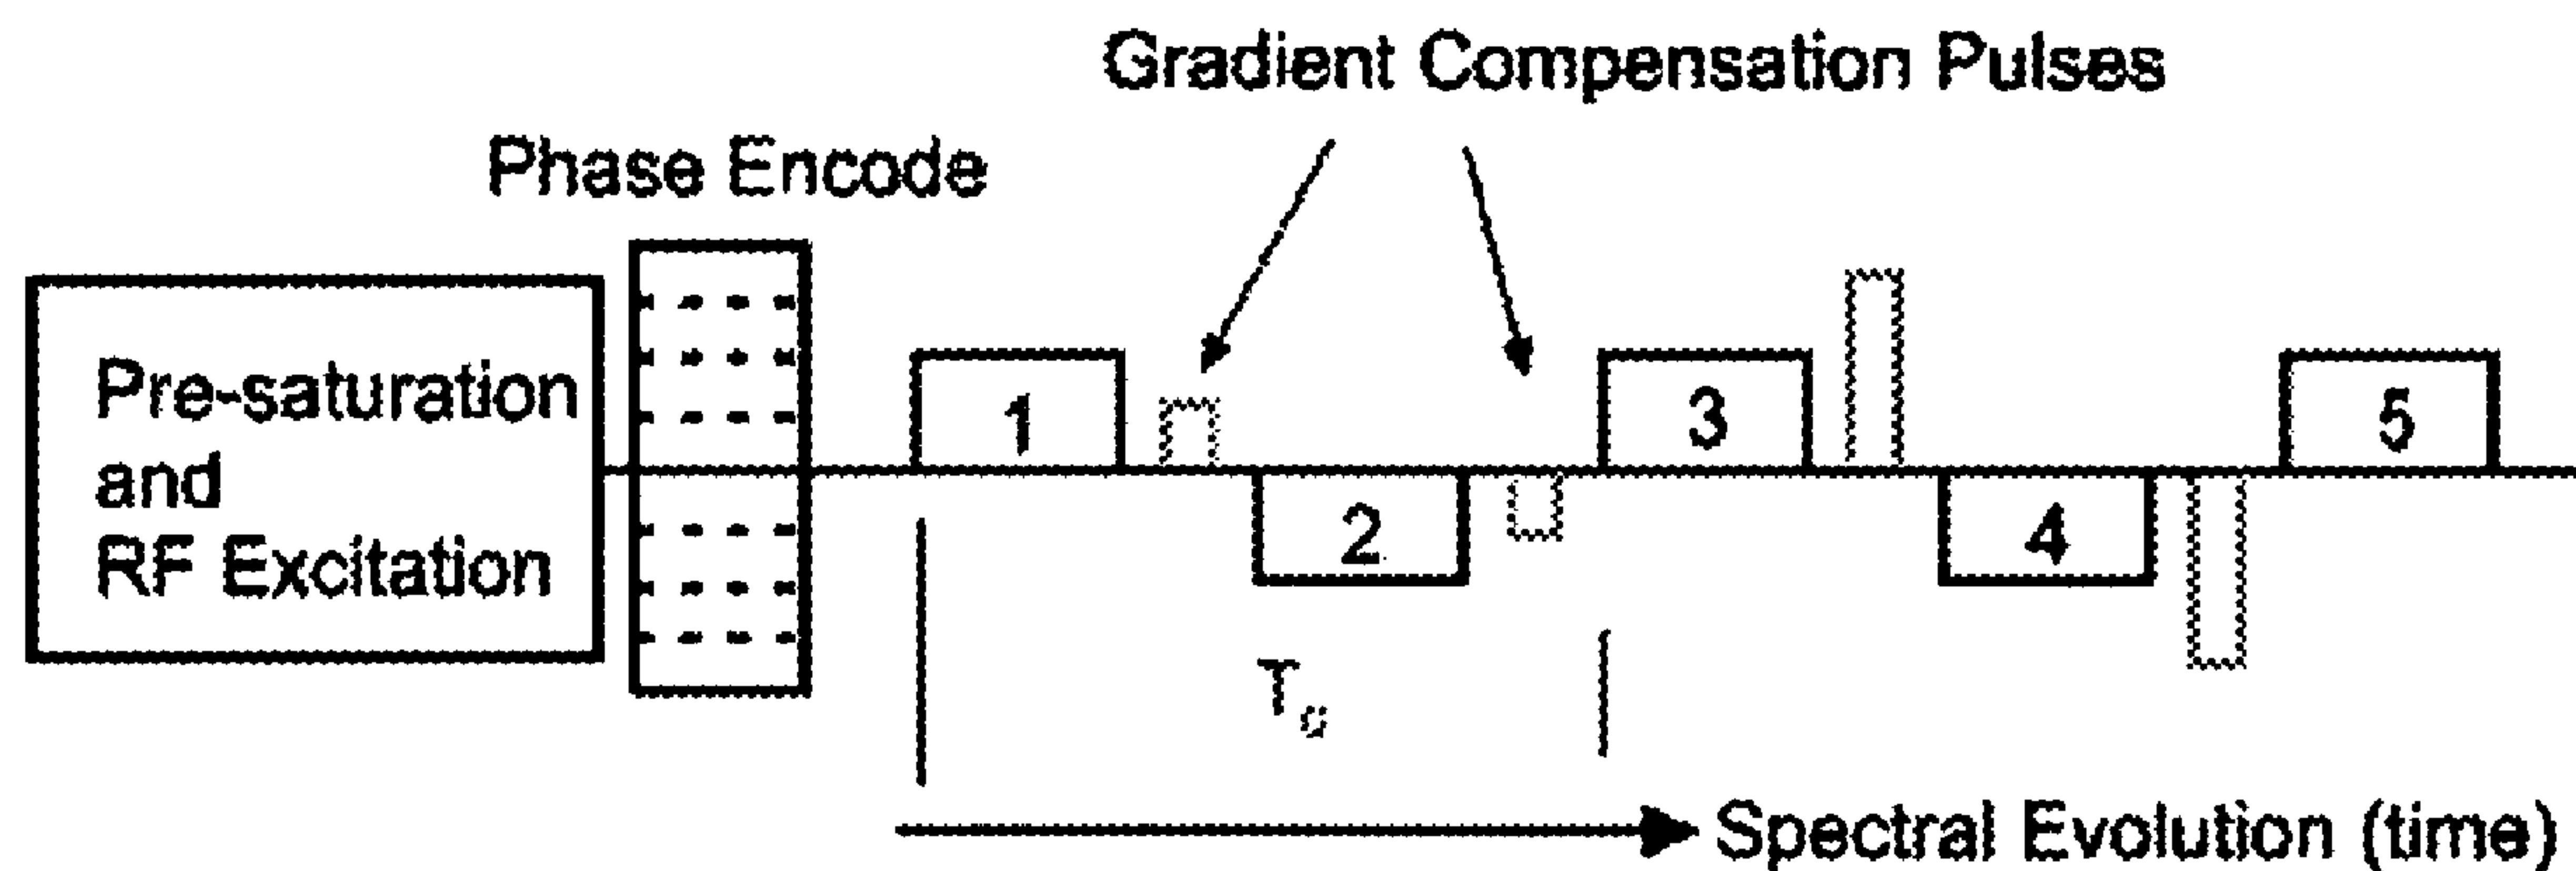 Gradient Compensation Pulses
Phase Encode
Pre-saturation
and
RF Excitation
1
2
3
4
5
Spectral Evolution (time)